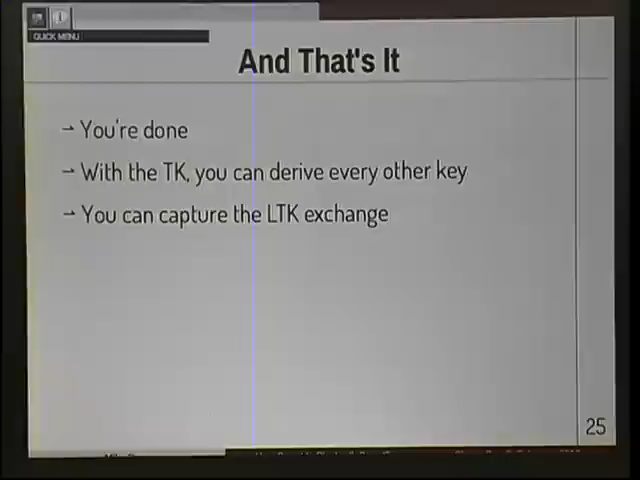 QUICK MENU
And That's It
→ You're done
→ With the TK, you can derive every other key
→ You can capture the LTK exchange
25